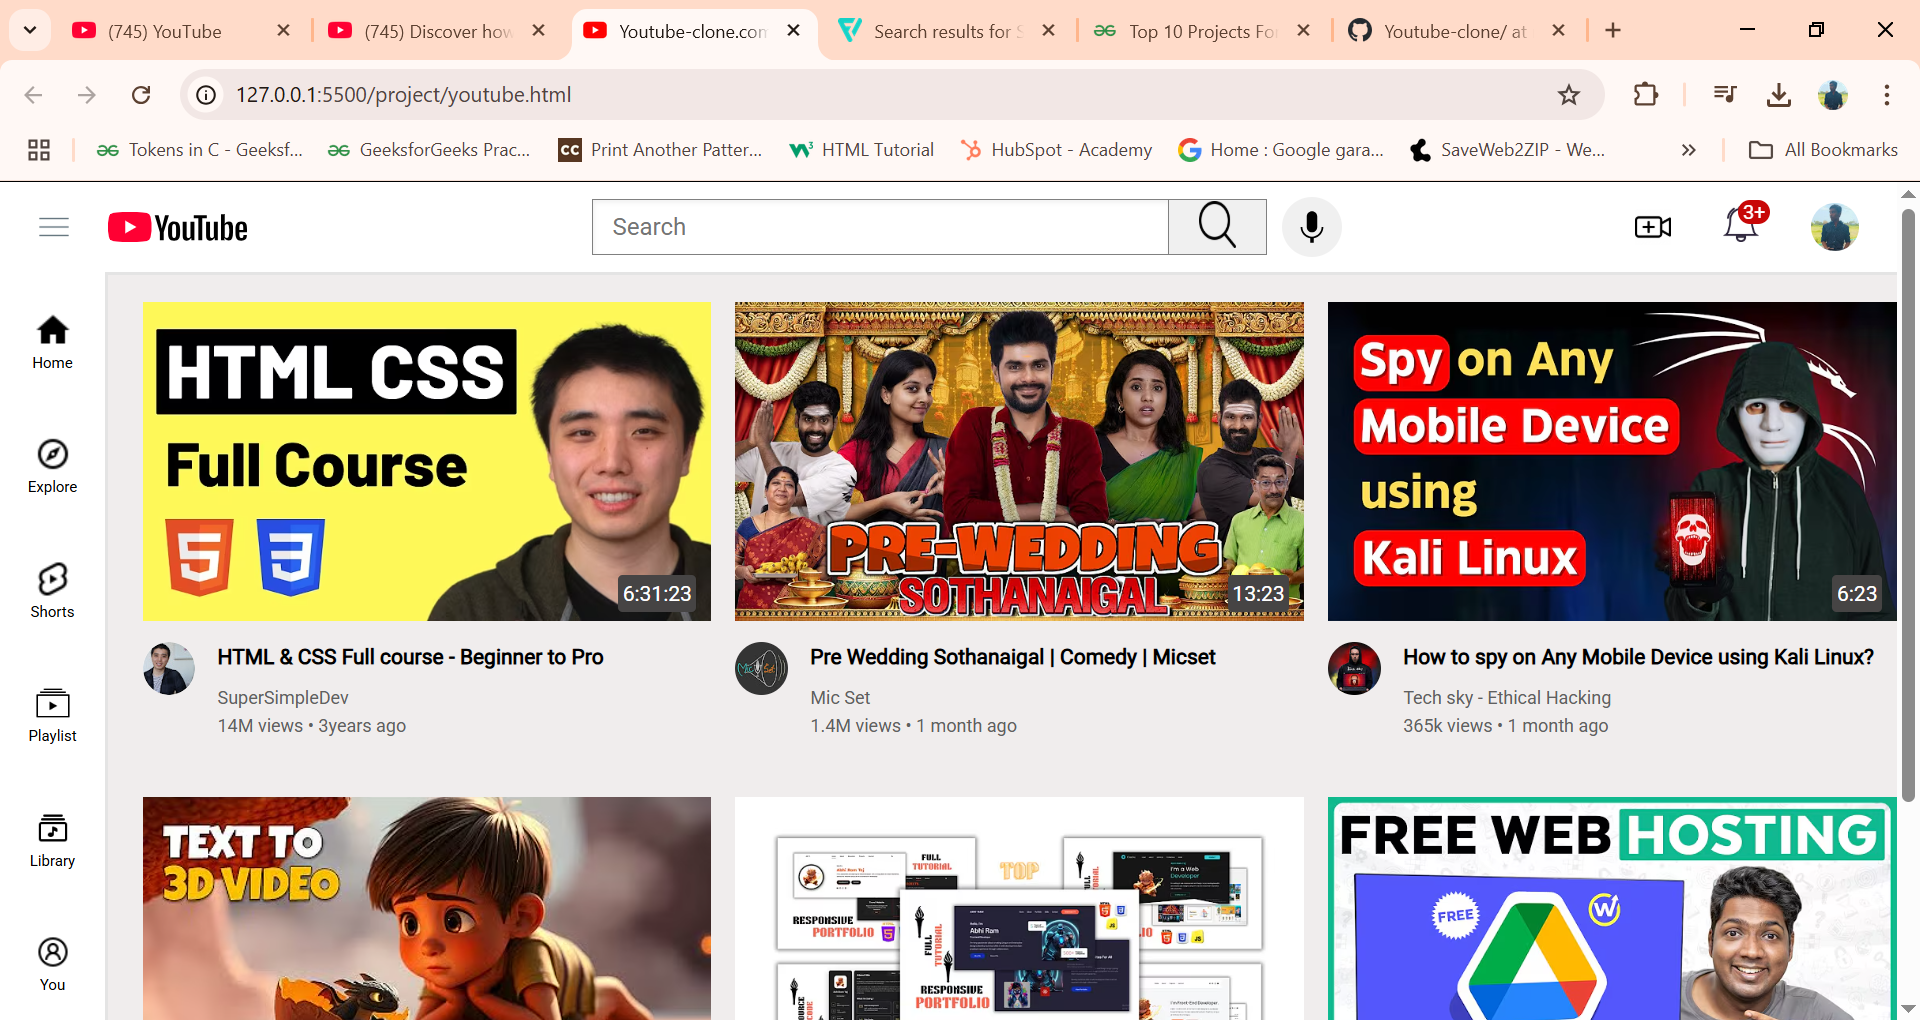 (745) YouTube
(745) Discover how
Youtube-clone.com
Search results for S
Top 10 Projects For
Youtube-clone/ at
127.0.0.1:5500/project/youtube.html
Tokens in C - Geeksf...
GeeksforGeeks Prac...
CC
Print Another Patter...
HTML Tutorial
HubSpot - Academy
Home : Google gara...
SaveWeb2ZIP - We...
All Bookmarks
YouTube
Search
3+
Home
Explore
Shorts
Playlist
Library
You
HTML CSS
Full Course
5
3
6:31:23
PRE-WEDDING
SOTHANAIGAL
13:23
Spy on Any
Mobile Device
using
Kali Linux
6:23
HTML & CSS Full course - Beginner to Pro
SuperSimpleDev
14M views • 3years ago
Pre Wedding Sothanaigal | Comedy | Micset
Mic Set
1.4M views • 1 month ago
How to spy on Any Mobile Device using Kali Linux?
Tech sky - Ethical Hacking
365k views • 1 month ago
TEXT TO
3D VIDEO
FULL
TUTORIAL
RESPONSIVE
PORTFOLIO
TOP
FULL
TUTORIAL
Abhi Ram
I'm a Web
Developer
RESPONSIVE
PORTFOLIO
FREE WEB HOSTING
FREE
W